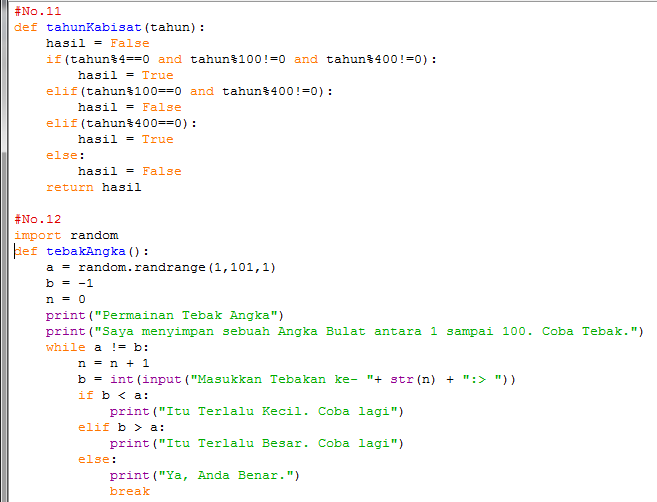 #No.11
def tahunKabisat(tahun):
    hasil = False
    if(tahun%4==0 and tahun%100!=0 and tahun%400!=0):
        hasil = True
    elif(tahun%100==0 and tahun%400!=0):
        hasil = False
    elif(tahun%400==0):
        hasil = True
    else:
        hasil = False
    return hasil

#No.12
import random
def tebakAngka():
    a = random.randrange(1,101,1)
    b = -1
    n = 0
    print("Permainan Tebak Angka")
    print("Saya menyimpan sebuah Angka Bulat antara 1 sampai 100. Coba Tebak.")
    while a != b:
        n = n + 1
        b = int(input("Masukkan Tebakan ke- "+ str(n) + ":> "))
        if b < a:
            print("Itu Terlalu Kecil. Coba lagi")
        elif b > a:
            print("Itu Terlalu Besar. Coba lagi")
        else:
            print("Ya, Anda Benar.")
            break